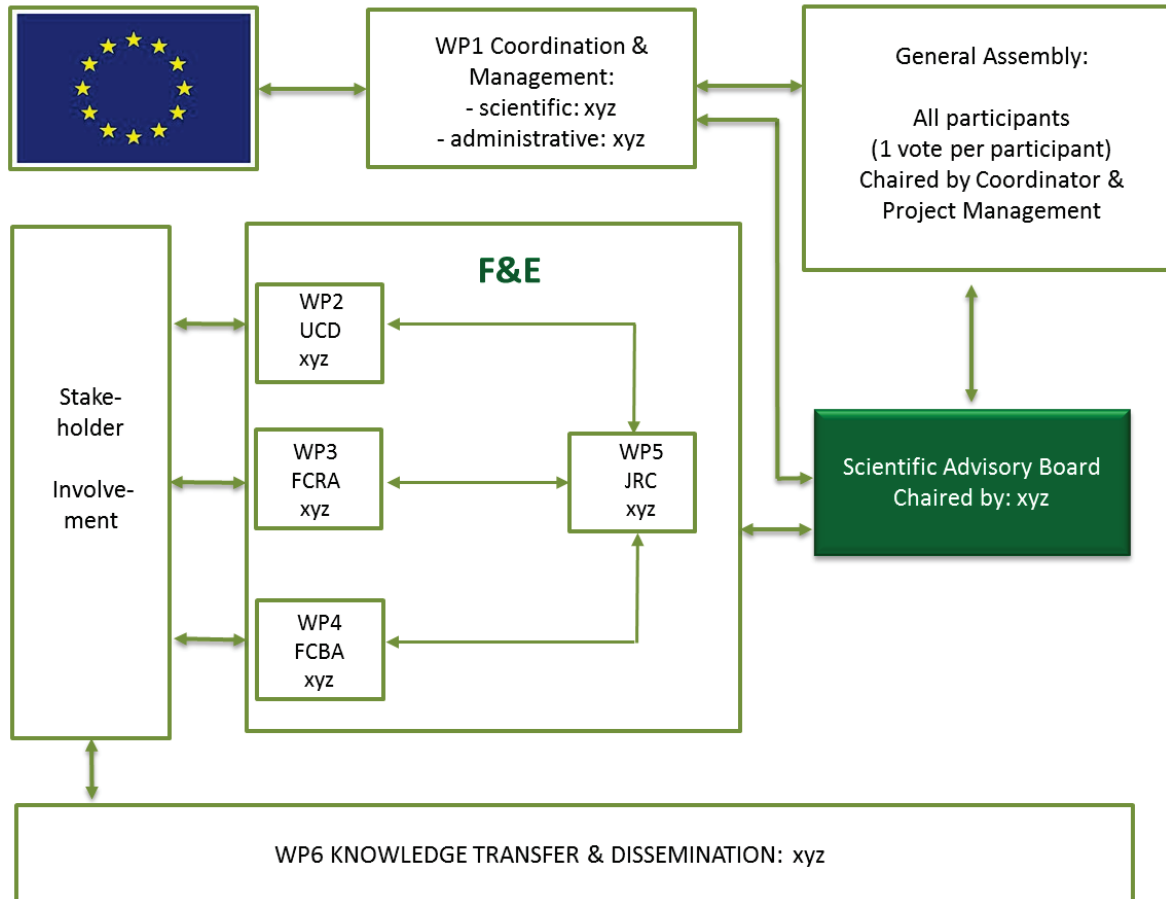 WP1 Coordination &
Management:
- scientific: xyz
- administrative: xyz
General Assembly:
All participants
(1 vote per participant)
Chaired by Coordinator &
Project Management
Stake-
holder
Involve-
ment
F&E
WP2
UCD
xyz
WP3
FCRA
xyz
WP4
FCBA
xyz
WP5
JRC
xyz
Scientific Advisory Board
Chaired by: xyz
WP6 KNOWLEDGE TRANSFER & DISSEMINATION: xyz